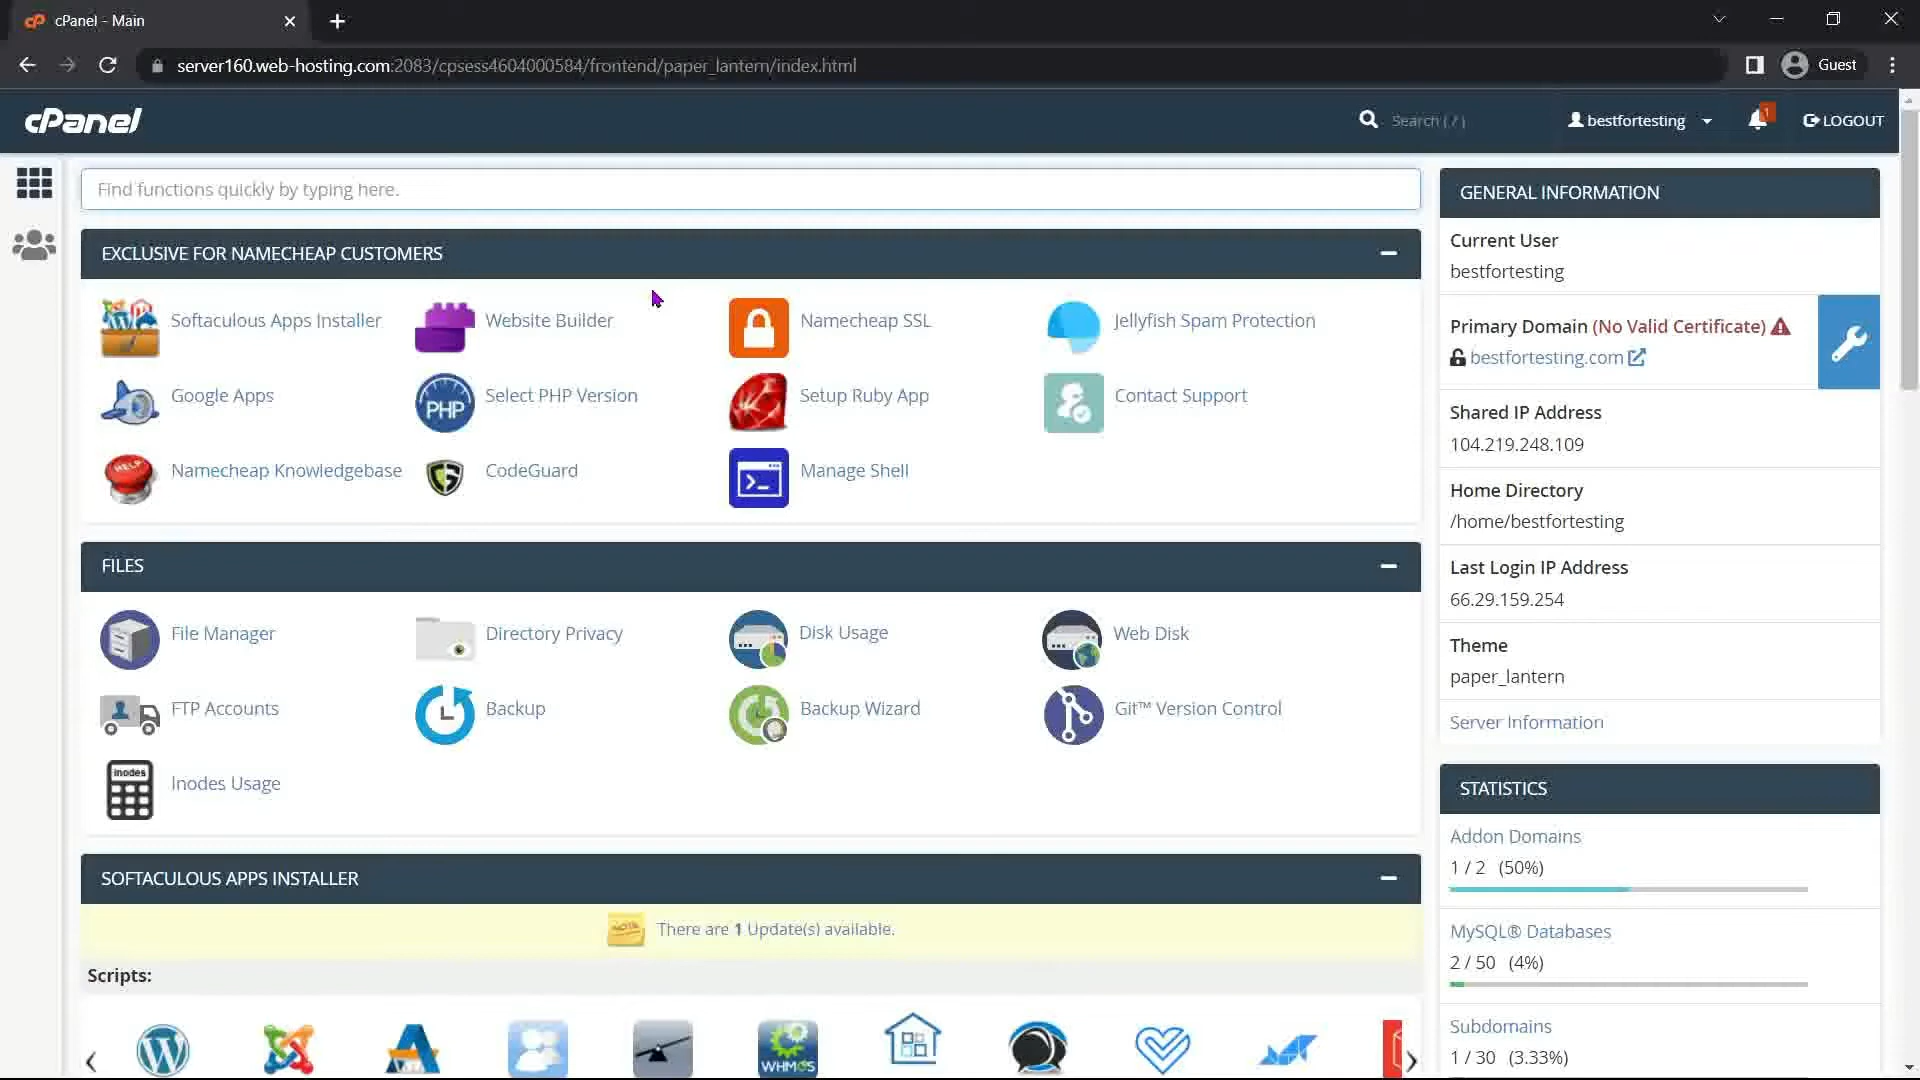 cPanel - Main
server160.web-hosting.com:2083/cpsess4604000584/frontend/paper_lantern/index.html
Guest
cPanel
Search ( / )
bestfortesting
1
LOGOUT
Find functions quickly by typing here.
EXCLUSIVE FOR NAMECHEAP CUSTOMERS
Softaculous Apps Installer
Website Builder
Namecheap SSL
Jellyfish Spam Protection
Google Apps
PHP
Select PHP Version
Setup Ruby App
Contact Support
HELP
Namecheap Knowledgebase
CodeGuard
Manage Shell
FILES
File Manager
Directory Privacy
Disk Usage
Web Disk
FTP Accounts
Backup
Backup Wizard
Git™ Version Control
inodes
Inodes Usage
SOFTACULOUS APPS INSTALLER
NOTE
There are 1 Update(s) available.
Scripts:
WHMCS
GENERAL INFORMATION
Current User
bestfortesting
Primary Domain (No Valid Certificate)
bestfortesting.com
Shared IP Address
104.219.248.109
Home Directory
/home/bestfortesting
Last Login IP Address
66.29.159.254
Theme
paper_lantern
Server Information
STATISTICS
Addon Domains
1 / 2 (50%)
MySQL® Databases
2 / 50 (4%)
Subdomains
1 / 30 (3.33%)